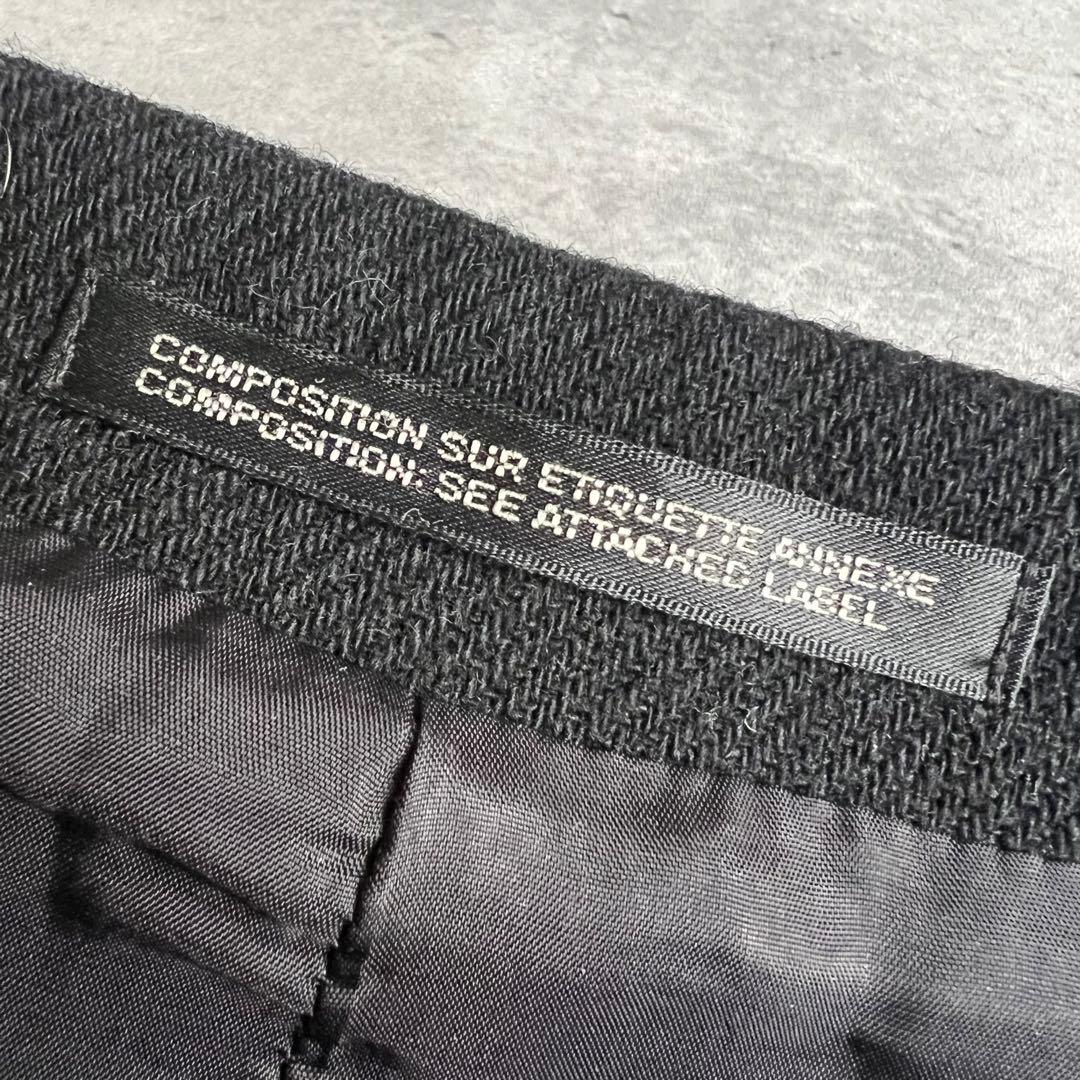 COMPOSITION SUR ETIQUETTE ANNEXE
COMPOSITION: SEE ATTACHED LABEL